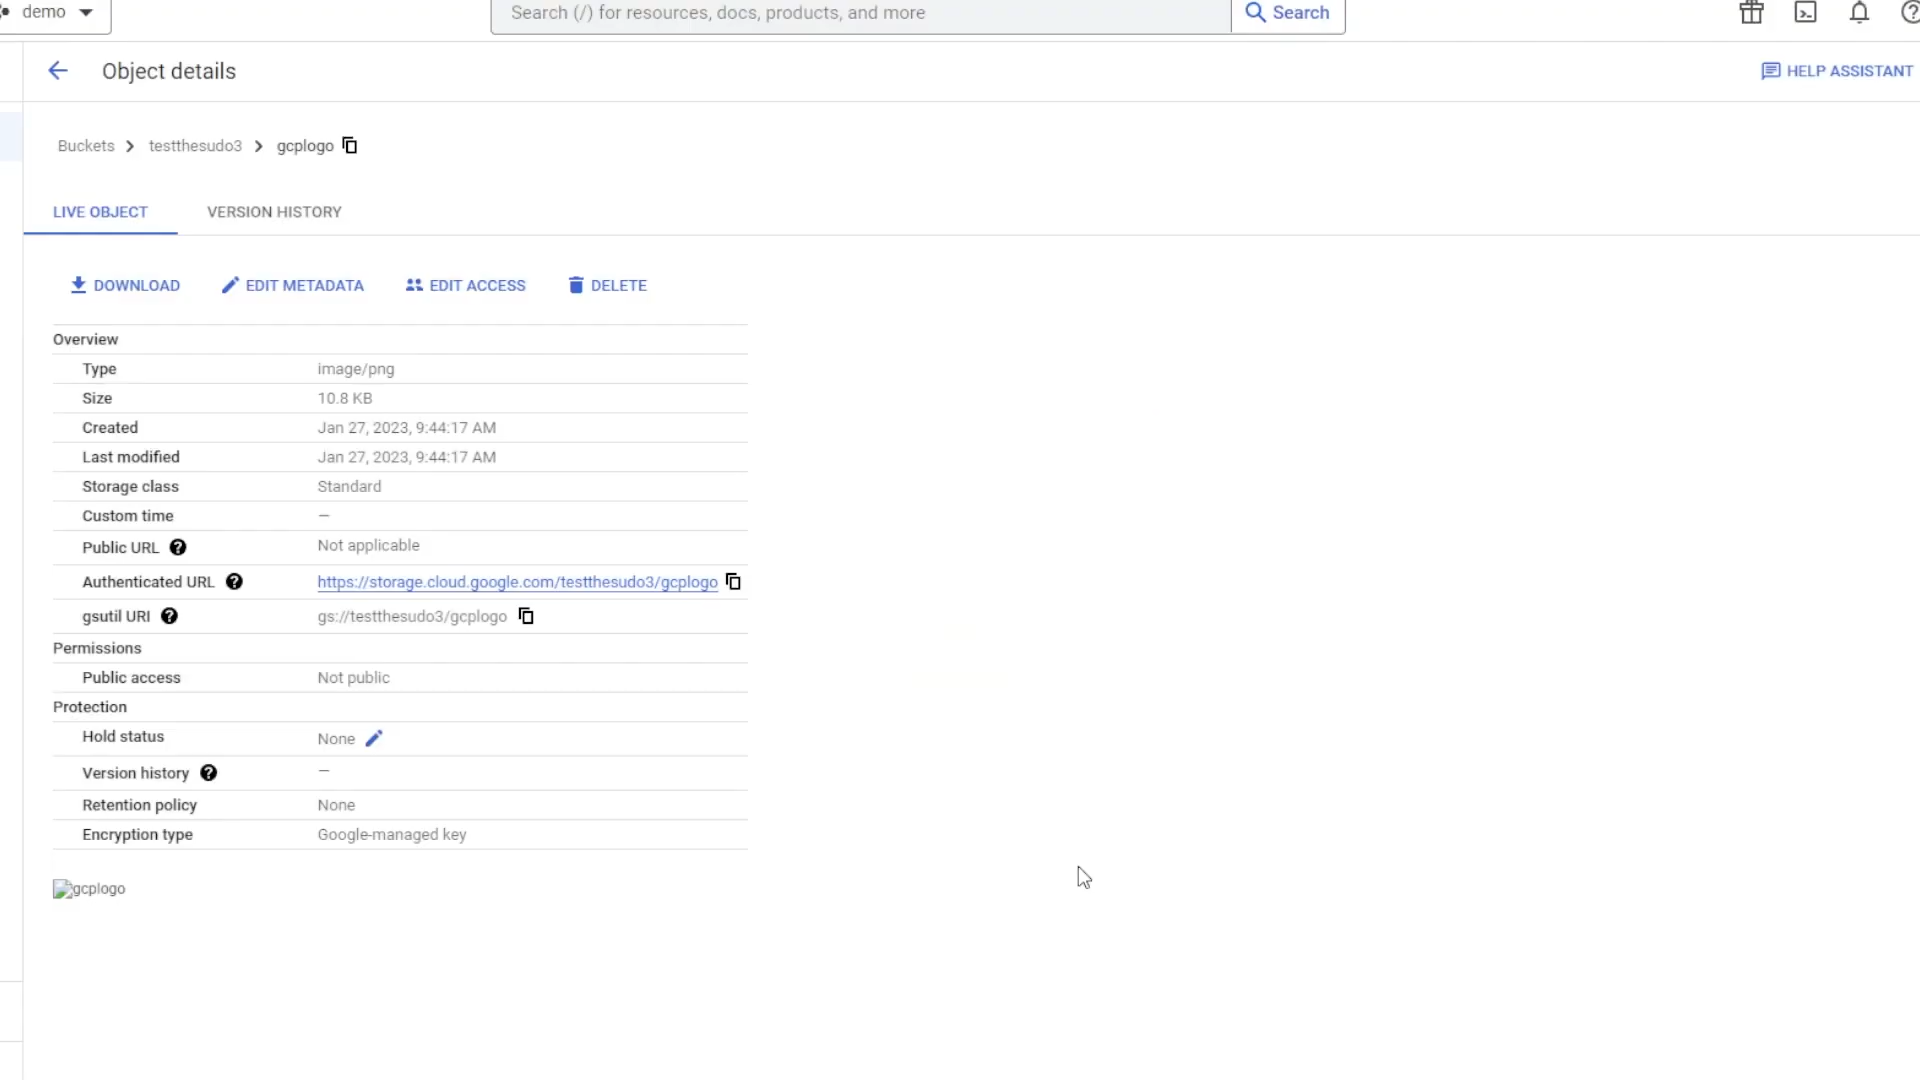 demo
Search (/) for resources, docs, products, and more
Search
Object details
HELP ASSISTANT
Buckets > testthesudo3 > gcplogo
LIVE OBJECT VERSION HISTORY
DOWNLOAD EDIT METADATA EDIT ACCESS DELETE
Overview
Type image/png
Size 10.8 KB
Created Jan 27, 2023, 9:44:17 AM
Last modified Jan 27, 2023, 9:44:17 AM
Storage class Standard
Custom time —
Public URL Not applicable
Authenticated URL https://storage.cloud.google.com/testthesudo3/gcplogo
gsutil URI gs://testthesudo3/gcplogo
Permissions
Public access Not public
Protection
Hold status None
Version history —
Retention policy None
Encryption type Google-managed key
gcplogo